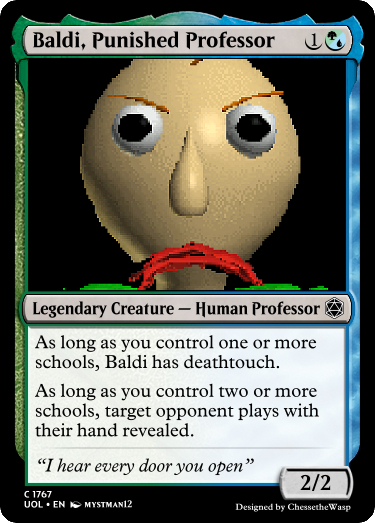 Baldi, Punished Professor 1
Legendary Creature — Human Professor
As long as you control one or more
schools, Baldi has deathtouch.
As long as you control two or more
schools, target opponent plays with
their hand revealed.
“I hear every door you open”
2/2
C 1767
UOL • EN MYSTMAN12
Designed by ChessetheWasp